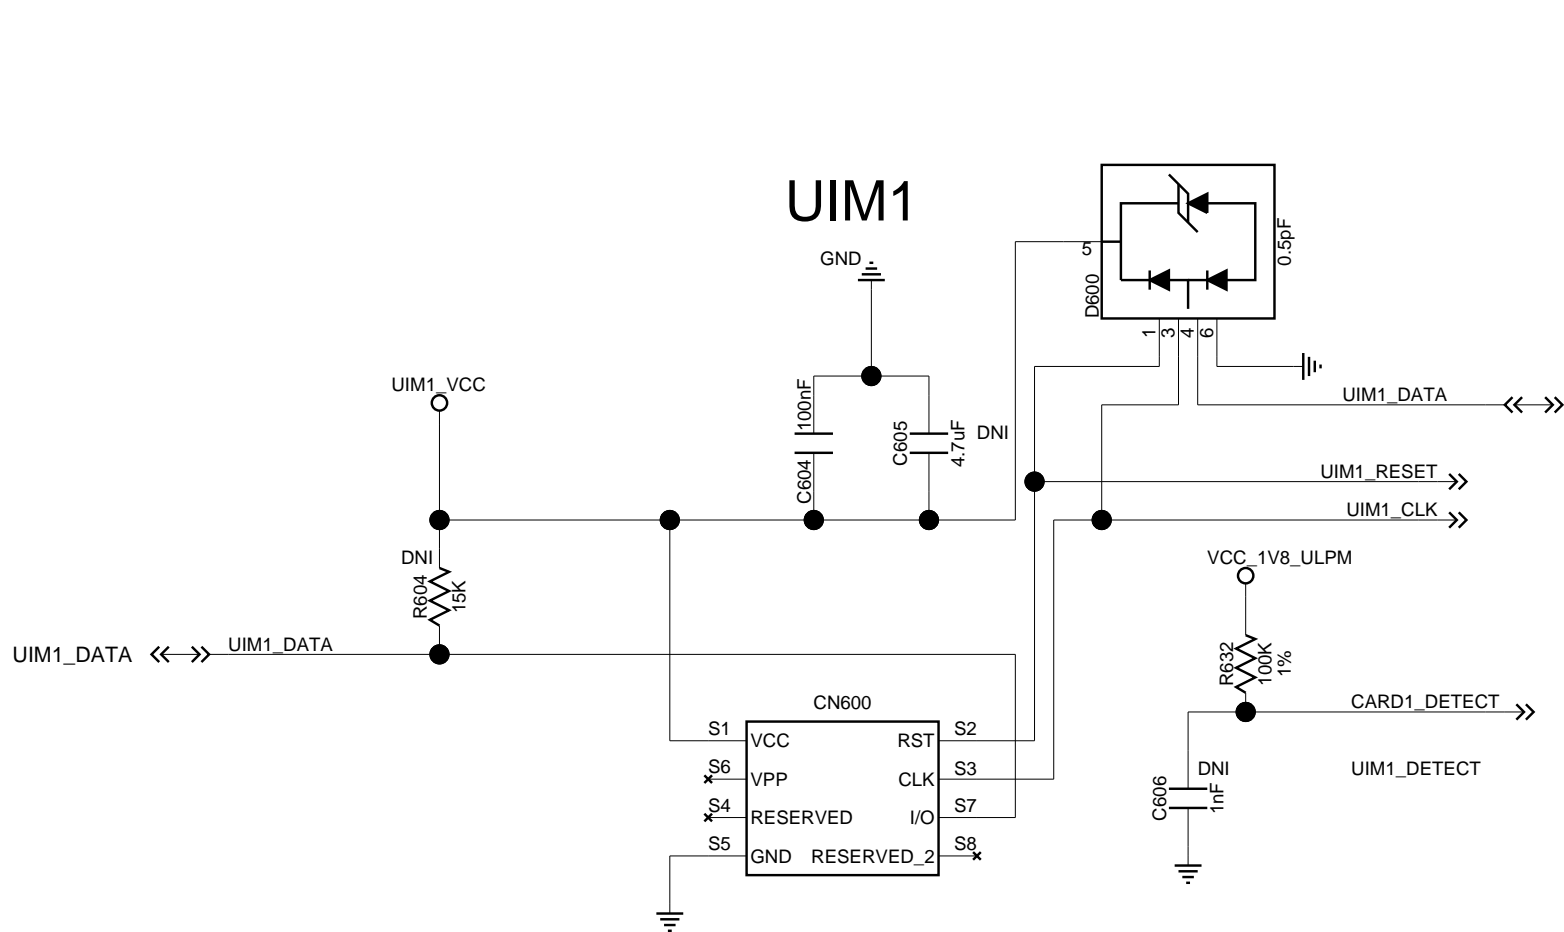 UIM1
GND
5
D600
0.5pF
1
3
4
6
UIM1_VCC
100nF
C604
C605
4.7uF
DNI
UIM1_DATA
UIM1_RESET
UIM1_CLK
DNI
R604
15K
VCC_1V8_ULPM
UIM1_DATA
UIM1_DATA
R632
100K
1%
CARD1_DETECT
CN600
S1
VCC
RST
S2
S6
VPP
CLK
S3
S4
RESERVED
I/O
S7
S5
GND
RESERVED_2
S8
C606
DNI
1nF
UIM1_DETECT